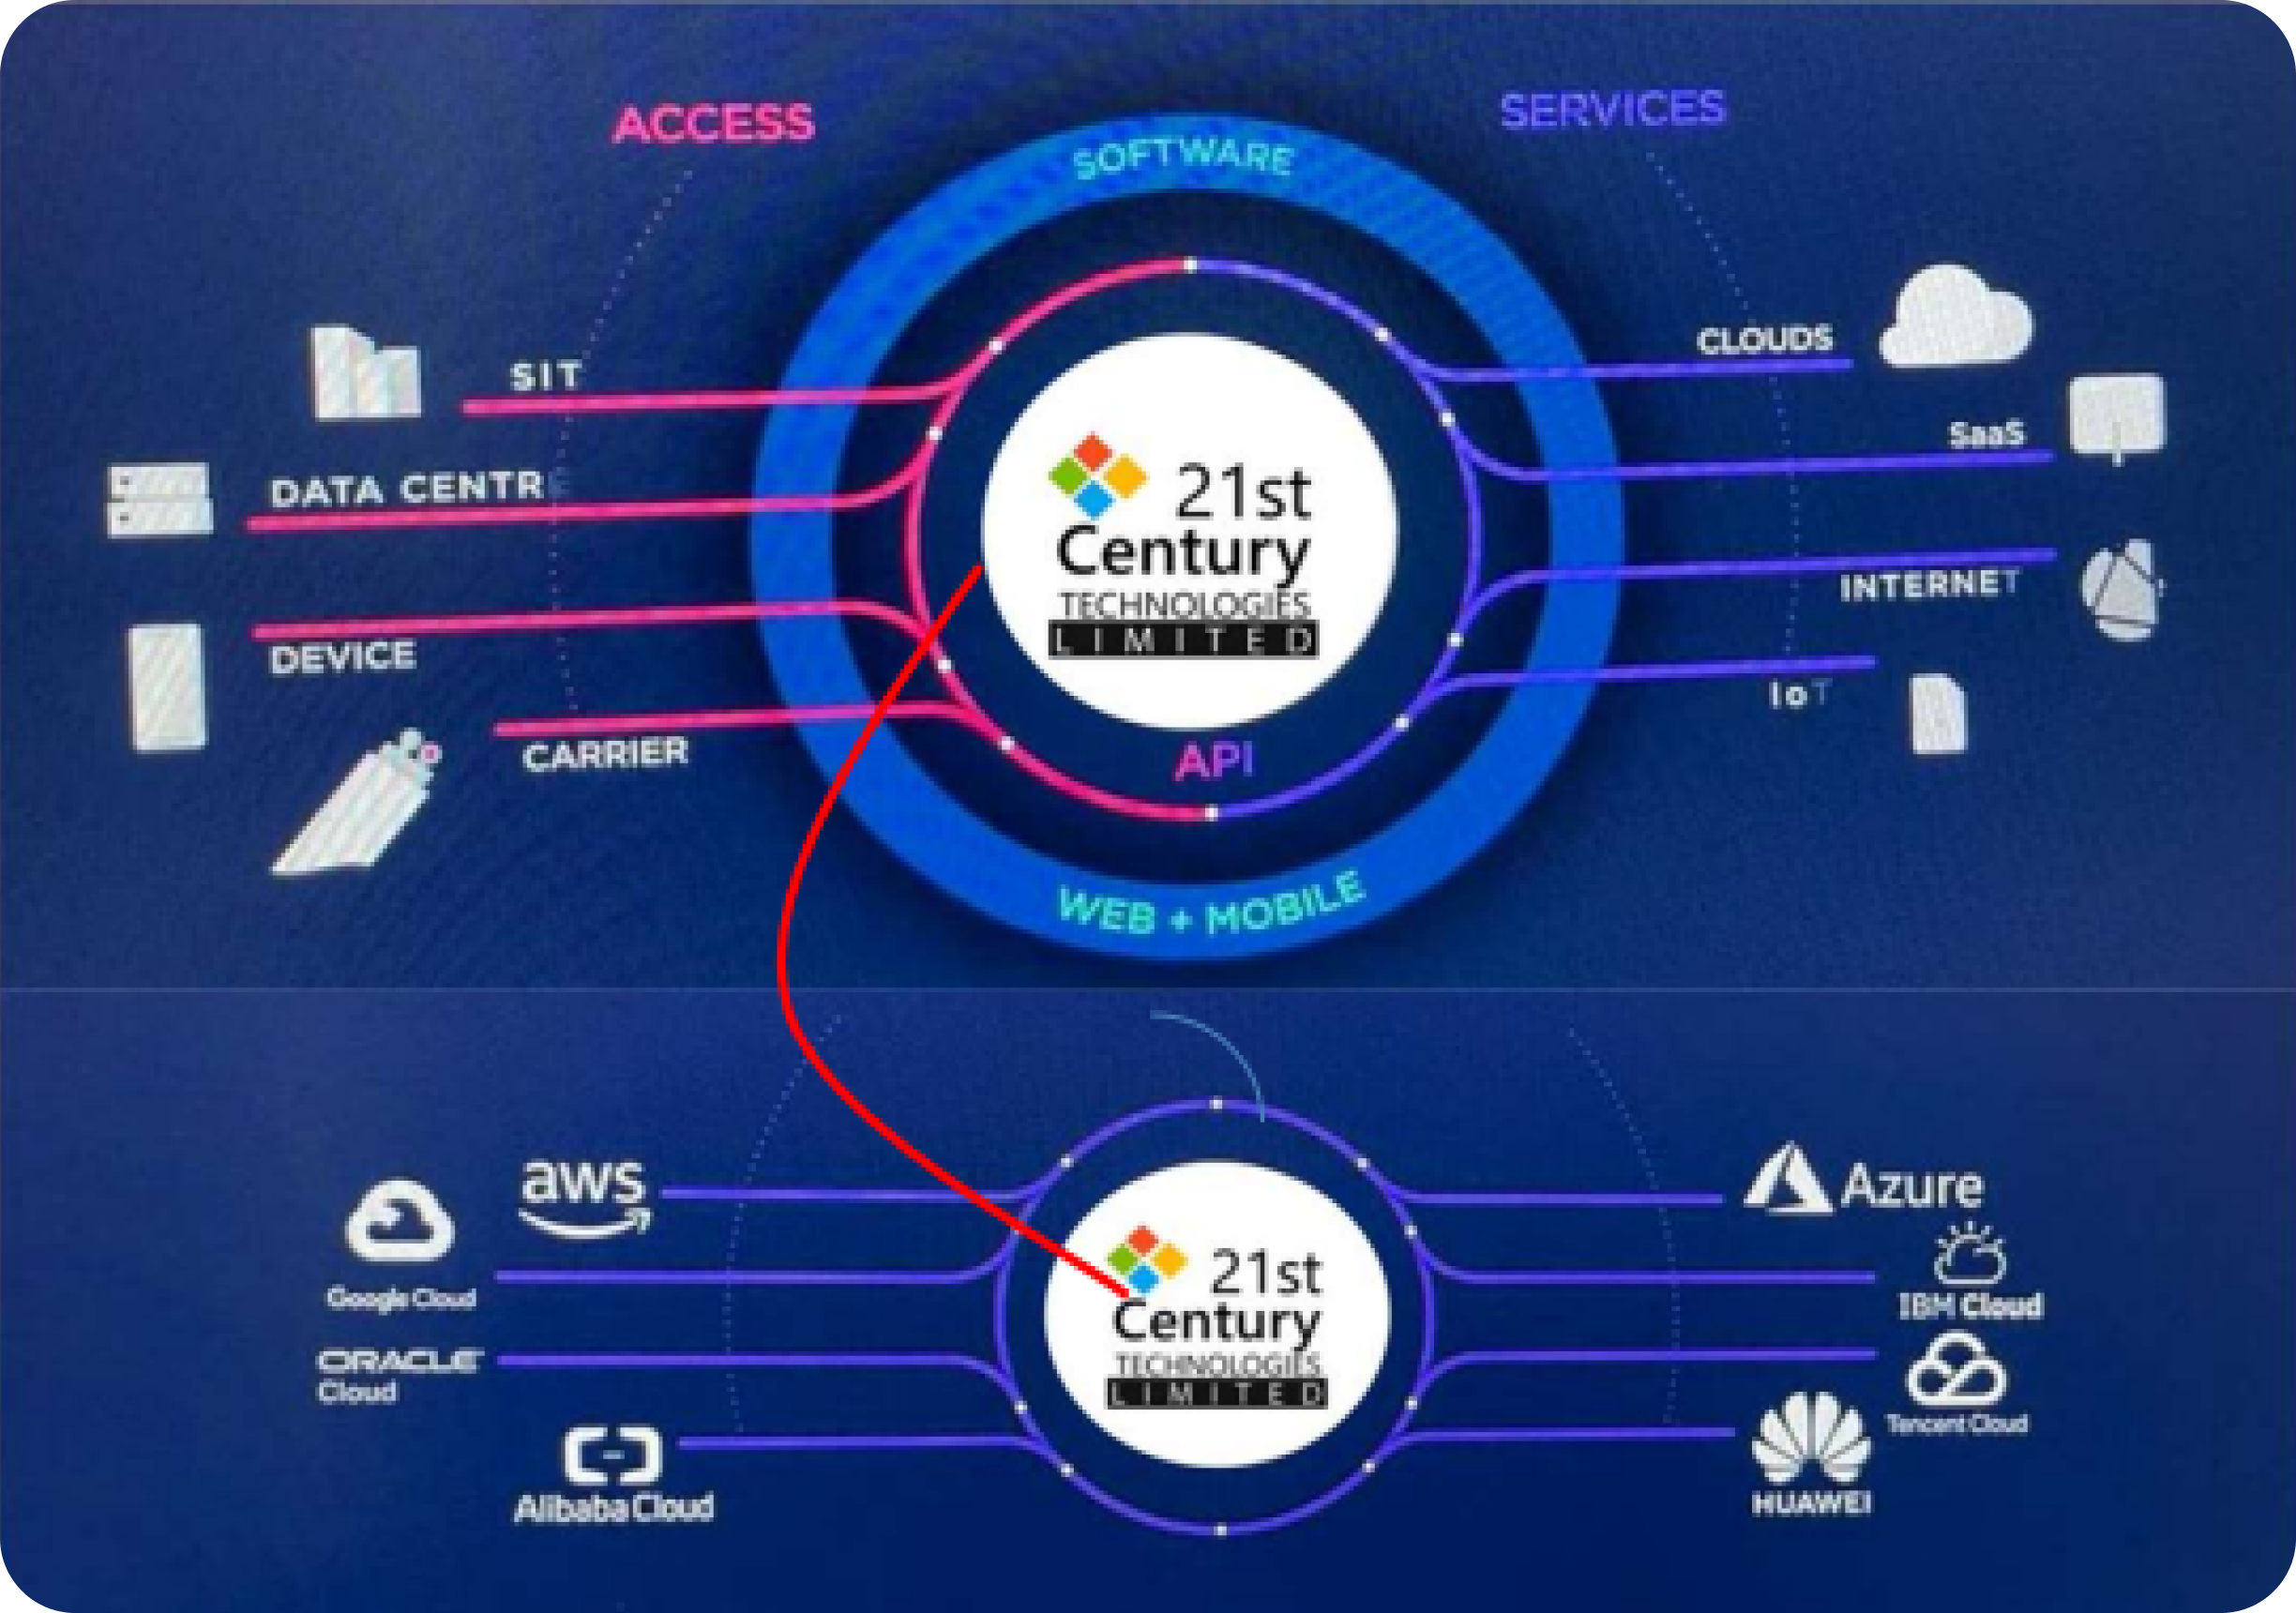 ACCESS
SERVICES
SOFTWARE
SIT
CLOUDS
SaaS
DATA CENTRE
21st
Century
TECHNOLOGIES
LIMITED
INTERNET
DEVICE
IoT
CARRIER
API
WEB + MOBILE
aws
Azure
Google Cloud
21st
Century
TECHNOLOGIES
LIMITED
IBM Cloud
ORACLE
Cloud
Tencent Cloud
Alibaba Cloud
HUAWEI